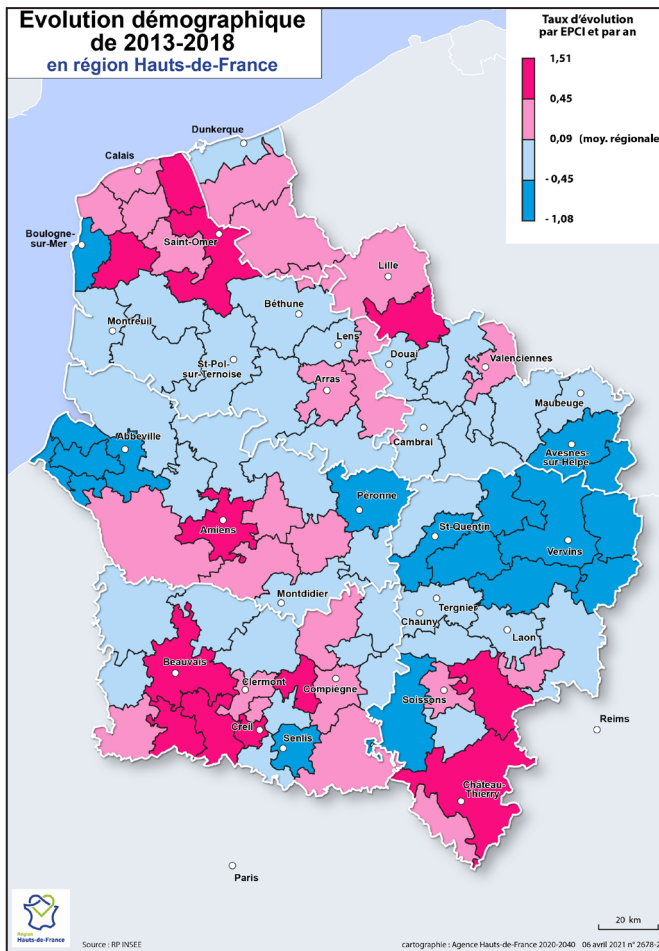 Evolution démographique
de 2013-2018
en région Hauts-de-France
Taux d'évolution
par EPCI et par an
1,51
0,45
0,09 (moy. régionale
- 0,45
- 1,08
Dunkerque
Calais
Boulogne-
sur-Mer
Saint-Omer
Lille
Béthune
Montreuil
Lens
St-Pol-
sur-Ternoise
Douai
Valenciennes
Arras
Maubeuge
Cambrai
Abbeville
Avesnes-
sur-Helpe
Péronne
Amiens
St-Quentin
Vervins
Montdidier
Tergnier
Chauny
Laon
Beauvais
Clermont
Compiègne
Soissons
Creil
Senlis
Reims
Château-
Thierry
Paris
Région
Hauts-de-France
20 km
Source : RP INSEE
cartographie : Agence Hauts-de-France 2020-2040 06 avril 2021 n° 2678-2